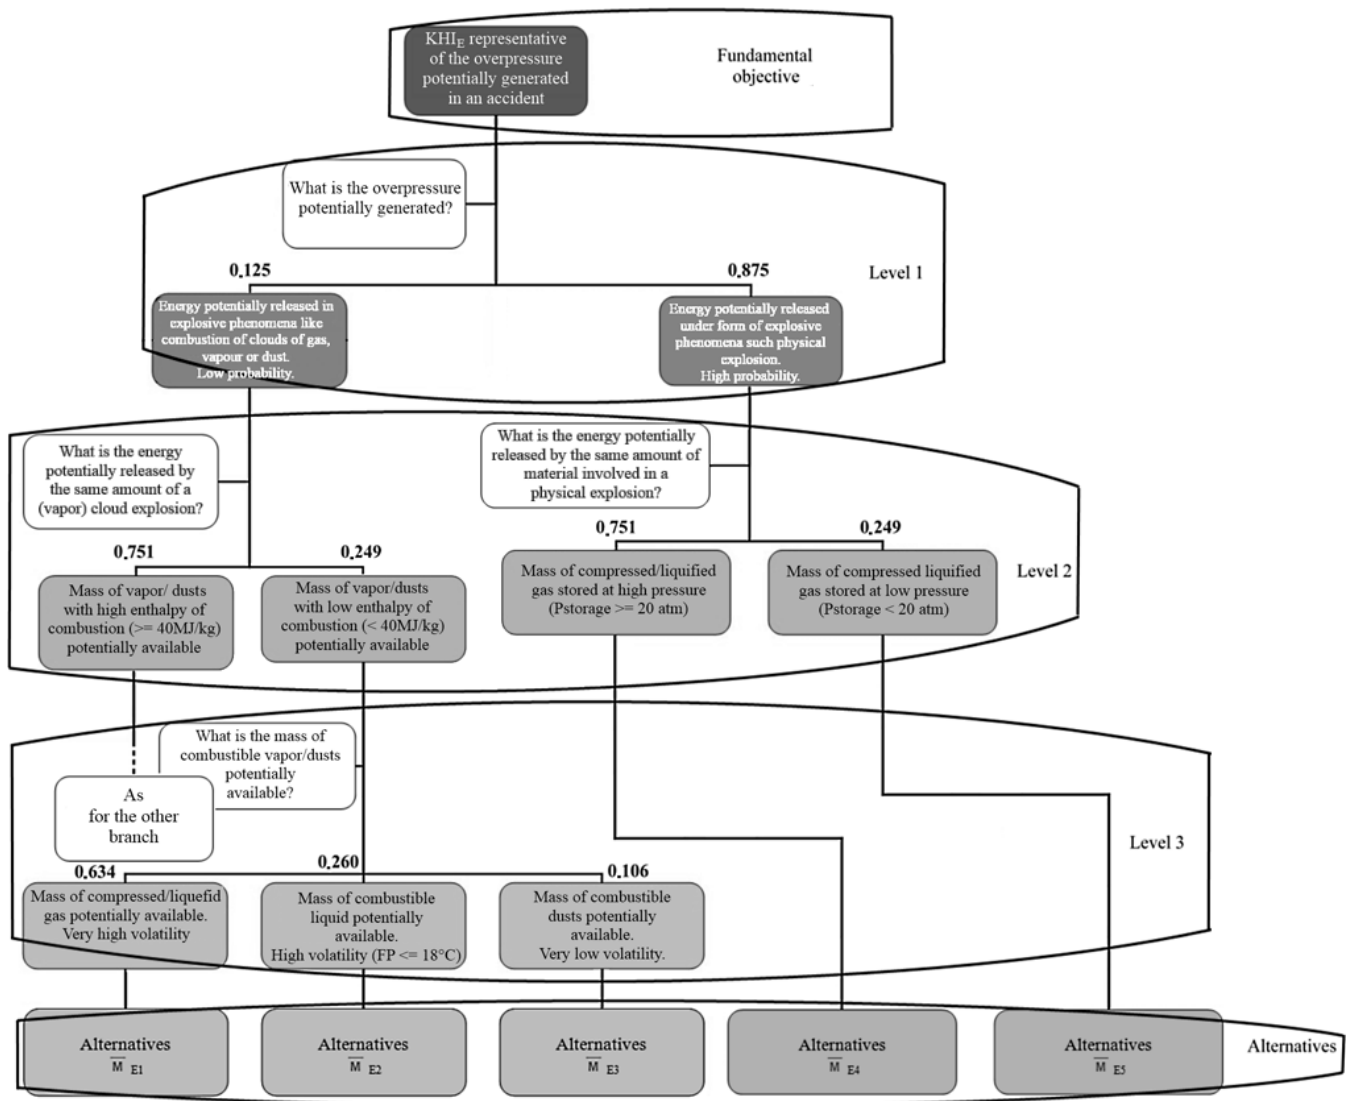 KHIE representative
of the overpressure
potentially generated
in an accident
Fundamental
objective
What is the overpressure
potentially generated?
0.125
0.875
Level 1
Energy potentially released in
explosive phenomena like
combustion of clouds of gas,
vapour or dust.
Low probability.
Energy potentially released
under form of explosive
phenomena such physical
explosion.
High probability.
What is the energy
potentially released by
the same amount of a
(vapor) cloud explosion?
What is the energy potentially
released by the same amount of
material involved in a
physical explosion?
0.751
0.249
0.751
0.249
Mass of vapor/ dusts
with high enthalpy of
combustion (>= 40MJ/kg)
potentially available
Mass of vapor/dusts
with low enthalpy of
combustion (< 40MJ/kg)
potentially available
Mass of compressed/liquified
gas stored at high pressure
(Pstorage >= 20 atm)
Mass of compressed liquified
gas stored at low pressure
(Pstorage < 20 atm)
Level 2
What is the mass of
combustible vapor/dusts
potentially
available?
As
for the other
branch
Level 3
0.634
0.260
0.106
Mass of compressed/liquefid
gas potentially available.
Very high volatility
Mass of combustible
liquid potentially
available.
High volatility (FP <= 18°C)
Mass of combustible
dusts potentially
available.
Very low volatility.
Alternatives
M̅ E1
Alternatives
M̅ E2
Alternatives
M̅ E3
Alternatives
M̅ E4
Alternatives
M̅ E5
Alternatives